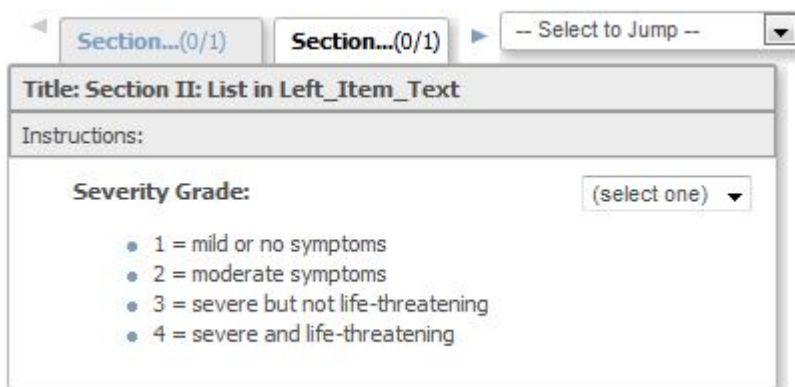 Section...(0/1) Section...(0/1) -- Select to Jump --
Title: Section II: List in Left_Item_Text
Instructions:
Severity Grade: (select one)
1 = mild or no symptoms
2 = moderate symptoms
3 = severe but not life-threatening
4 = severe and life-threatening